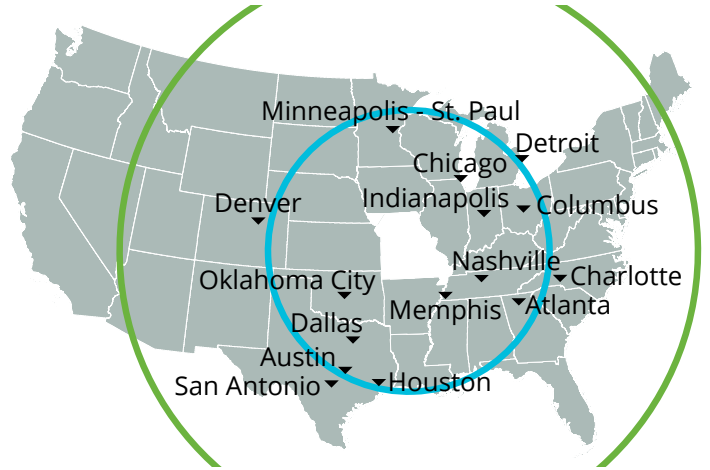 Minneapolis - St. Paul
Detroit
Chicago
Indianapolis
Columbus
Denver
Nashville
Charlotte
Oklahoma City
Memphis
Atlanta
Dallas
Austin
San Antonio
Houston